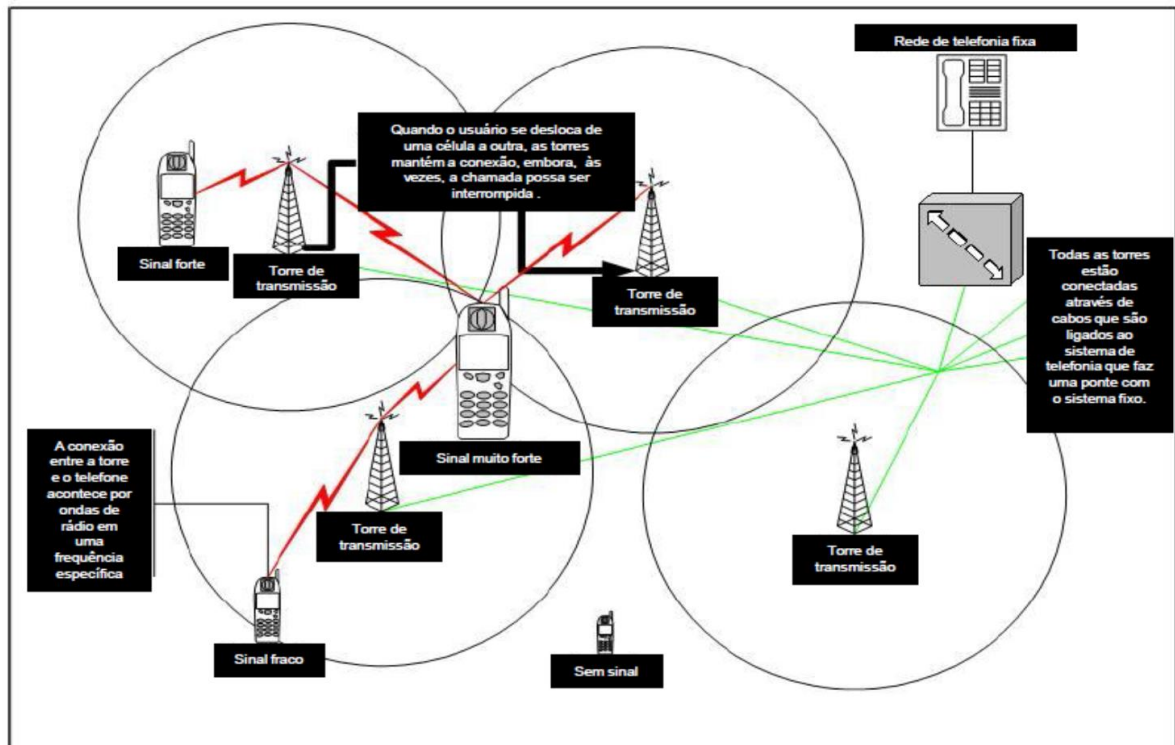 Rede de telefonia fixa
Quando o usuário se desloca de
uma célula a outra, as torres
mantém a conexão, embora, às
vezes, a chamada possa ser
interrompida .
Sinal forte
Torre de
transmissão
Torre de
transmissão
Todas as torres
estão
conectadas
através de
cabos que são
ligados ao
sistema de
telefonia que faz
uma ponte com
o sistema fixo.
A conexão
entre a torre
e o telefone
acontece por
ondas de
rádio em
uma
frequência
específica
Sinal muito forte
Torre de
transmissão
Torre de
transmissão
Sinal fraco
Sem sinal